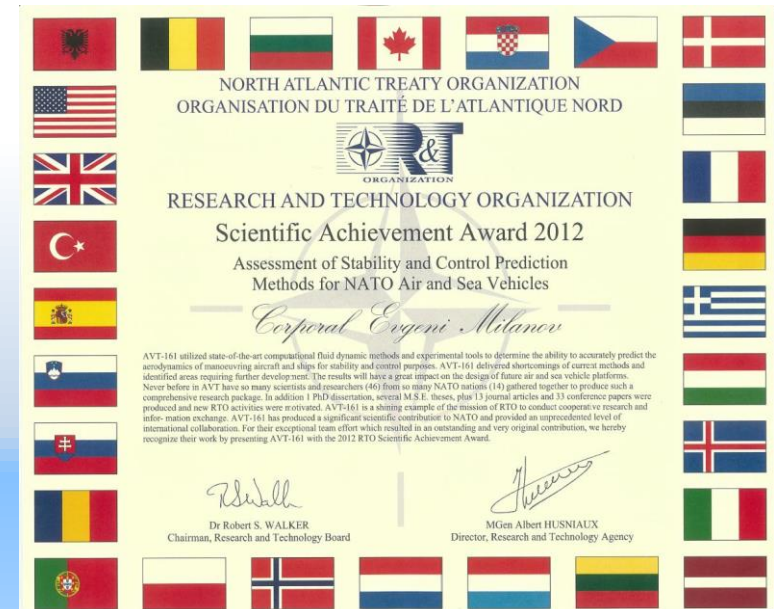 NORTH ATLANTIC TREATY ORGANIZATION
ORGANISATION DU TRAITÉ DE L'ATLANTIQUE NORD
R&T
ORGANIZATION
RESEARCH AND TECHNOLOGY ORGANIZATION
Scientific Achievement Award 2012
Assessment of Stability and Control Prediction
Methods for NATO Air and Sea Vehicles
Corporal Evgeni Milanov
AVT-161 utilized state-of-the-art computational fluid dynamic methods and experimental tools to determine the ability to accurately predict the
aerodynamics of manoeuvring aircraft and ships for stability and control purposes. AVT-161 delivered shortcomings of current methods and
identified areas requiring further development. The results will have a great impact on the design of future air and sea vehicle platforms.
Never before in AVT have so many scientists and researchers (46) from so many NATO nations (14) gathered together to produce such a
comprehensive research package. In addition 1 PhD dissertation, several M.S.E. theses, plus 13 journal articles and 33 conference papers were
produced and new RTO activities were motivated. AVT-161 is a shining example of the mission of RTO to conduct cooperative research and
infor- mation exchange. AVT-161 has produced a significant scientific contribution to NATO and provided an unprecedented level of
international collaboration. For their exceptional team effort which resulted in an outstanding and very original contribution, we hereby
recognize their work by presenting AVT-161 with the 2012 RTO Scientific Achievement Award.
Dr Robert S. WALKER
Chairman, Research and Technology Board
MGen Albert HUSNIAUX
Director, Research and Technology Agency